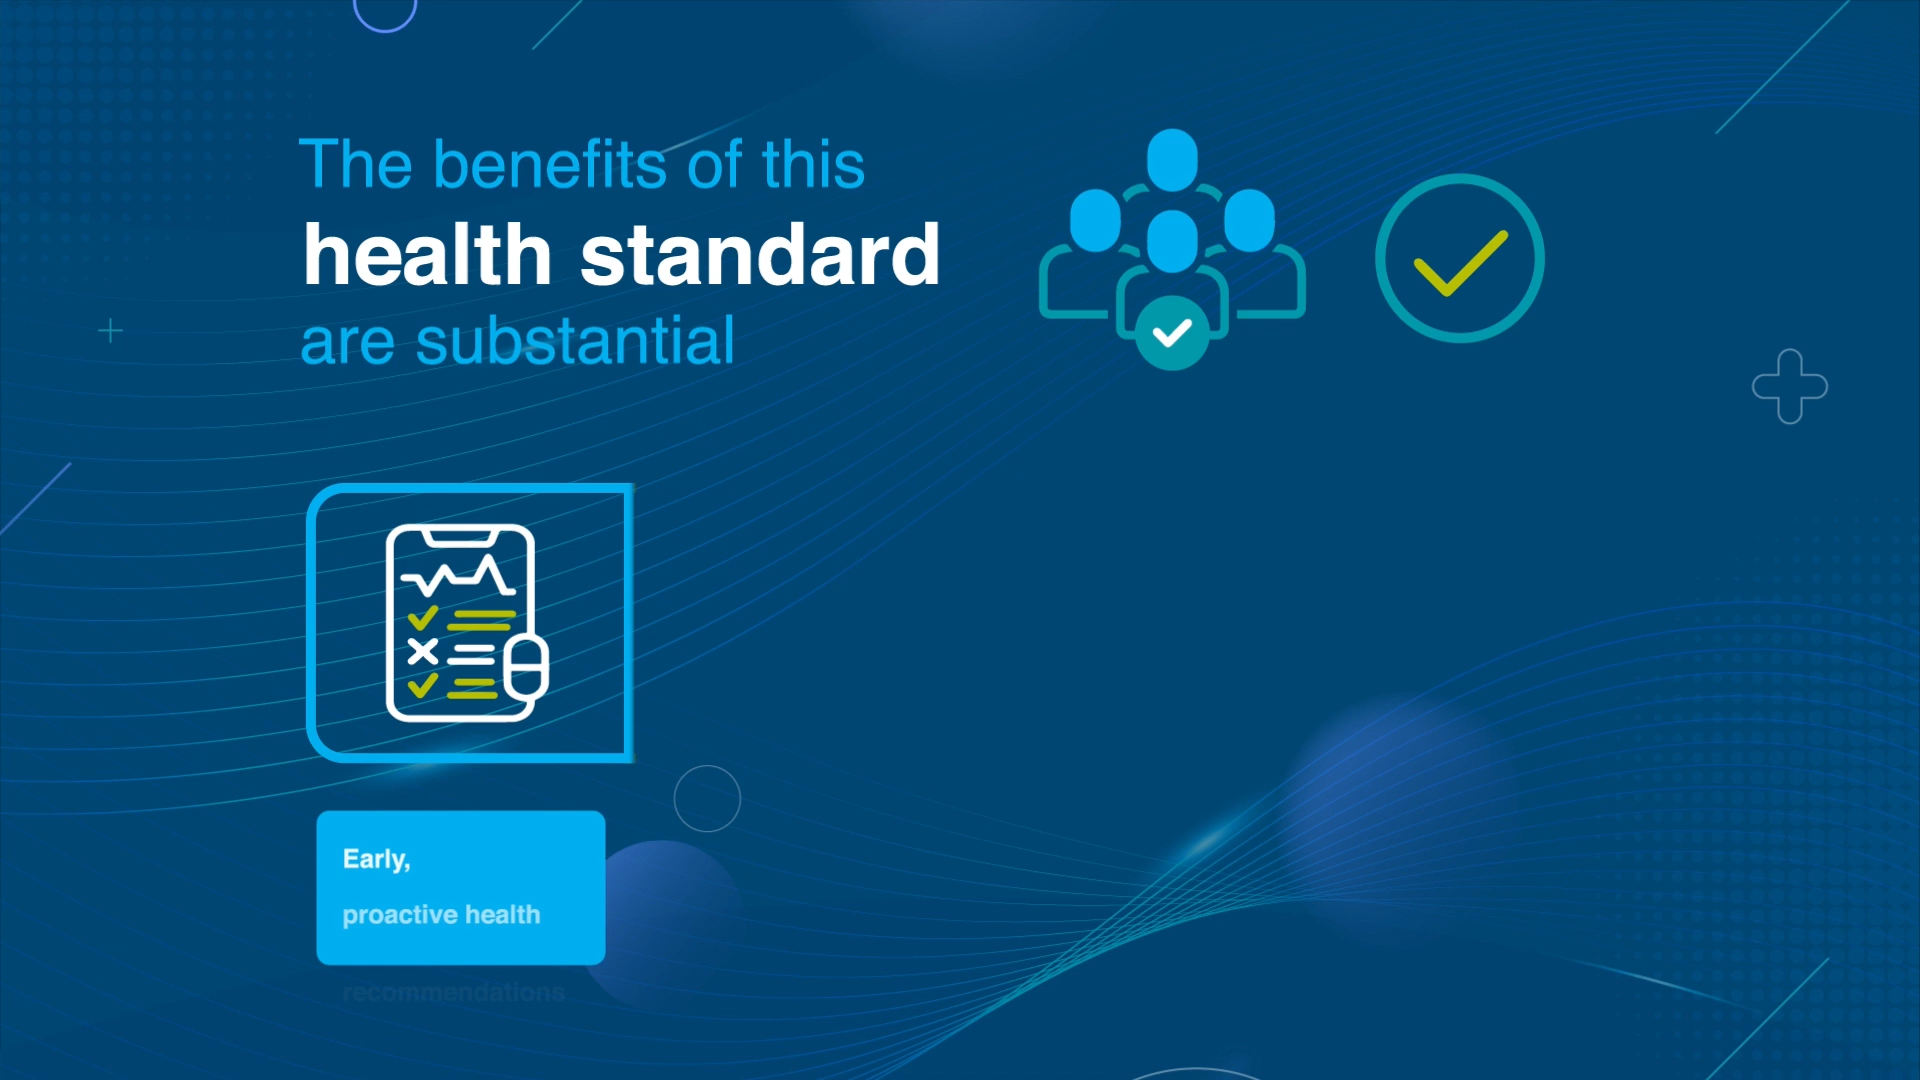 The benefits of this
health standard
are substantial
Early,
proactive health
recommendations